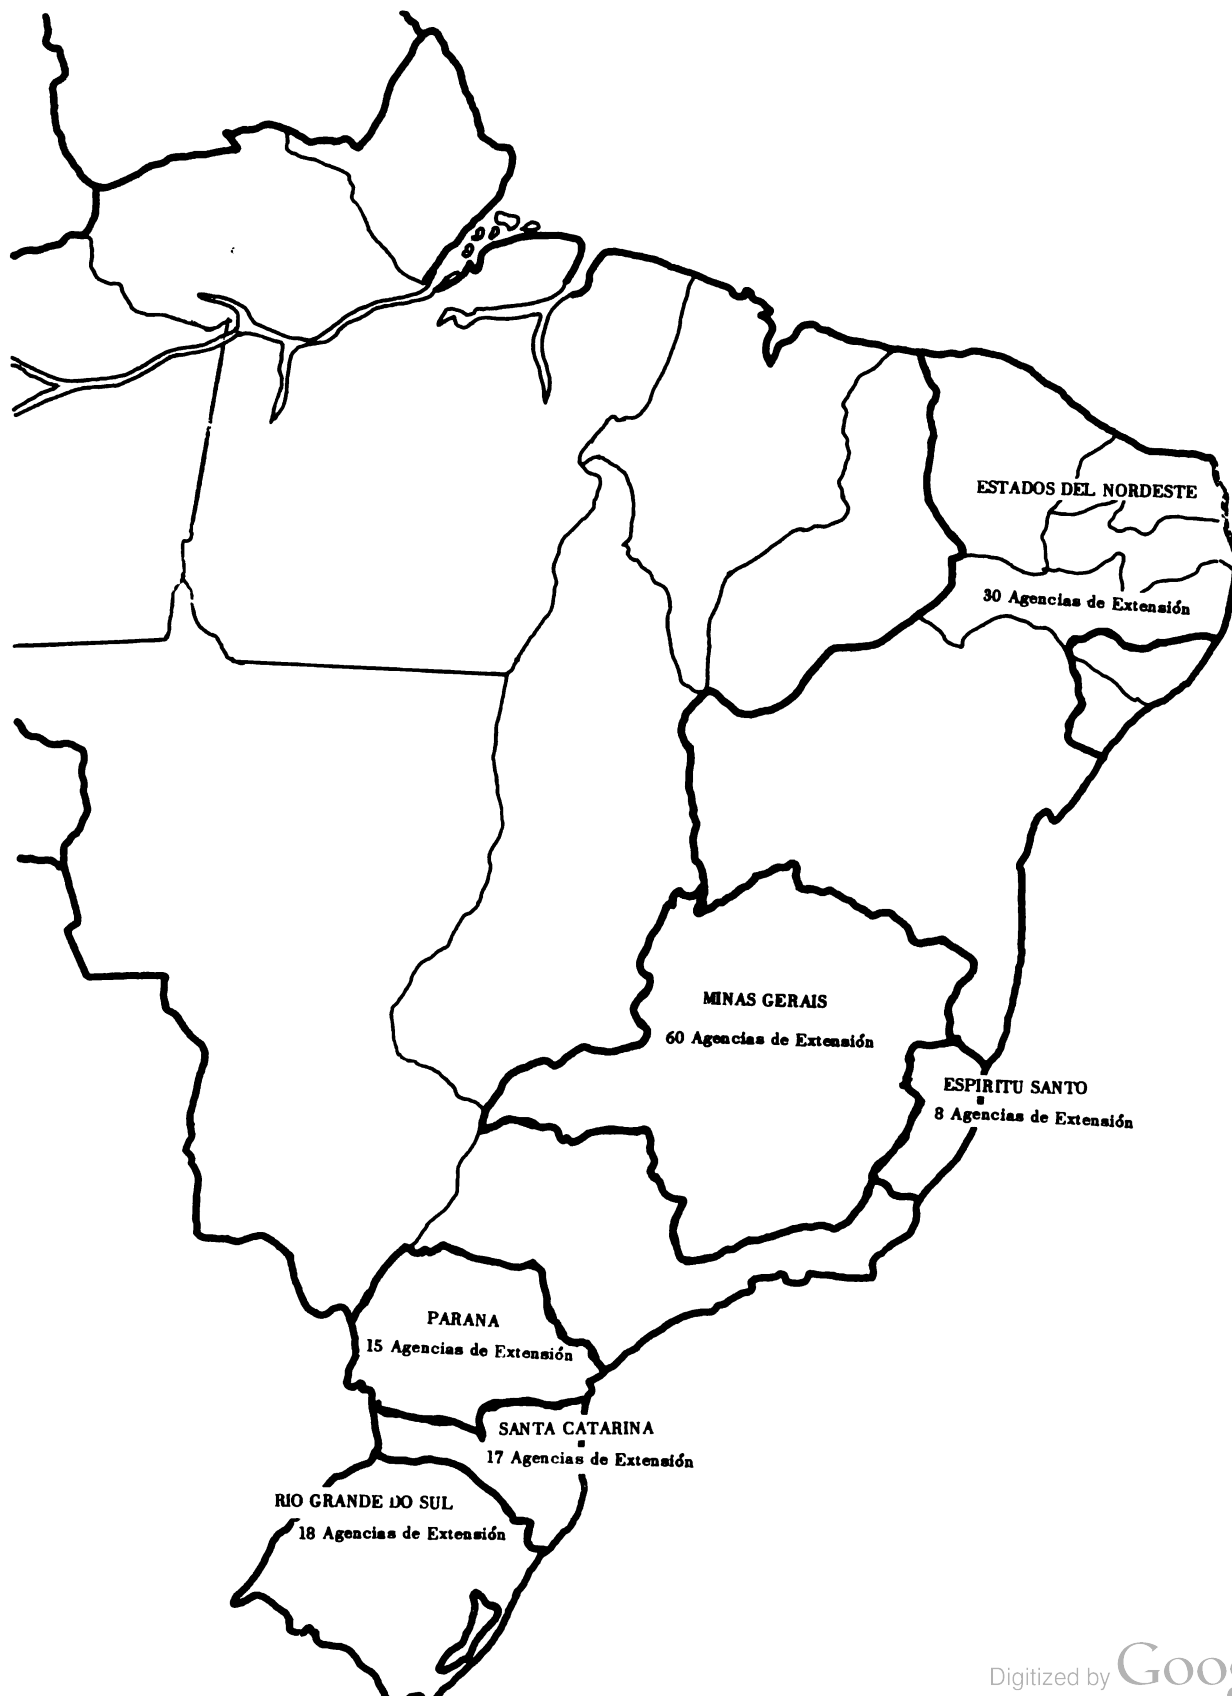 ESTADOS DEL NORDESTE
30 Agencias de Extensión
MINAS GERAIS
60 Agencias de Extensión
ESPIRITU SANTO
8 Agencias de Extensión
PARANA
15 Agencias de Extensión
SANTA CATARINA
17 Agencias de Extensión
RIO GRANDE DO SUL
18 Agencias de Extensión
Digitized by Goog